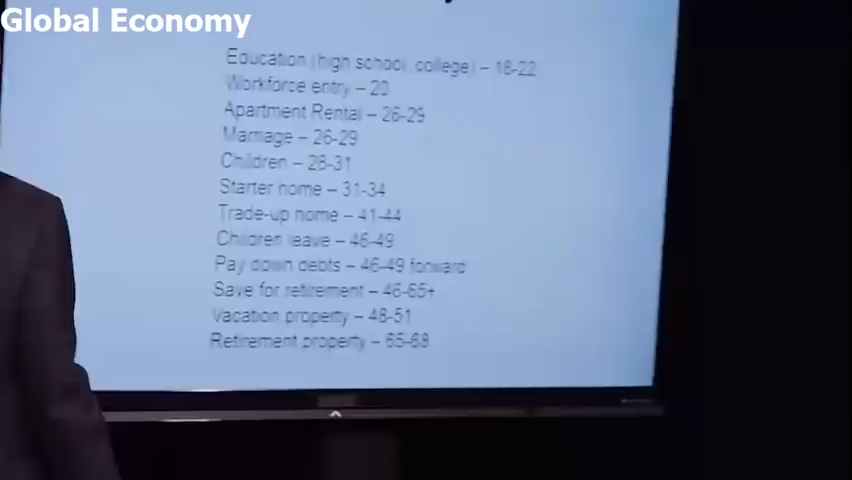 Global Economy
Education (high school, college) – 18-22
Workforce entry – 20
Apartment Rental – 26-29
Marriage – 26-29
Children – 28-31
Starter home – 31-34
Trade-up home – 41-44
Children leave – 46-49
Pay down debts – 46-49 forward
Save for retirement – 46-65+
Vacation property – 48-51
Retirement property – 65-68